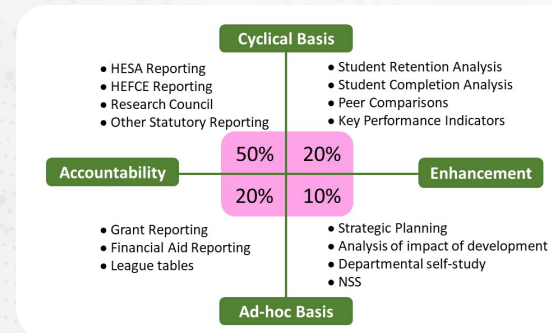 Cyclical Basis
● HESA Reporting
● HEFCE Reporting
● Research Council
● Other Statutory Reporting
● Student Retention Analysis
● Student Completion Analysis
● Peer Comparisons
● Key Performance Indicators
50% 20%
Accountability
Enhancement
20% 10%
● Grant Reporting
● Financial Aid Reporting
● League tables
● Strategic Planning
● Analysis of impact of development
● Departmental self-study
● NSS
Ad-hoc Basis